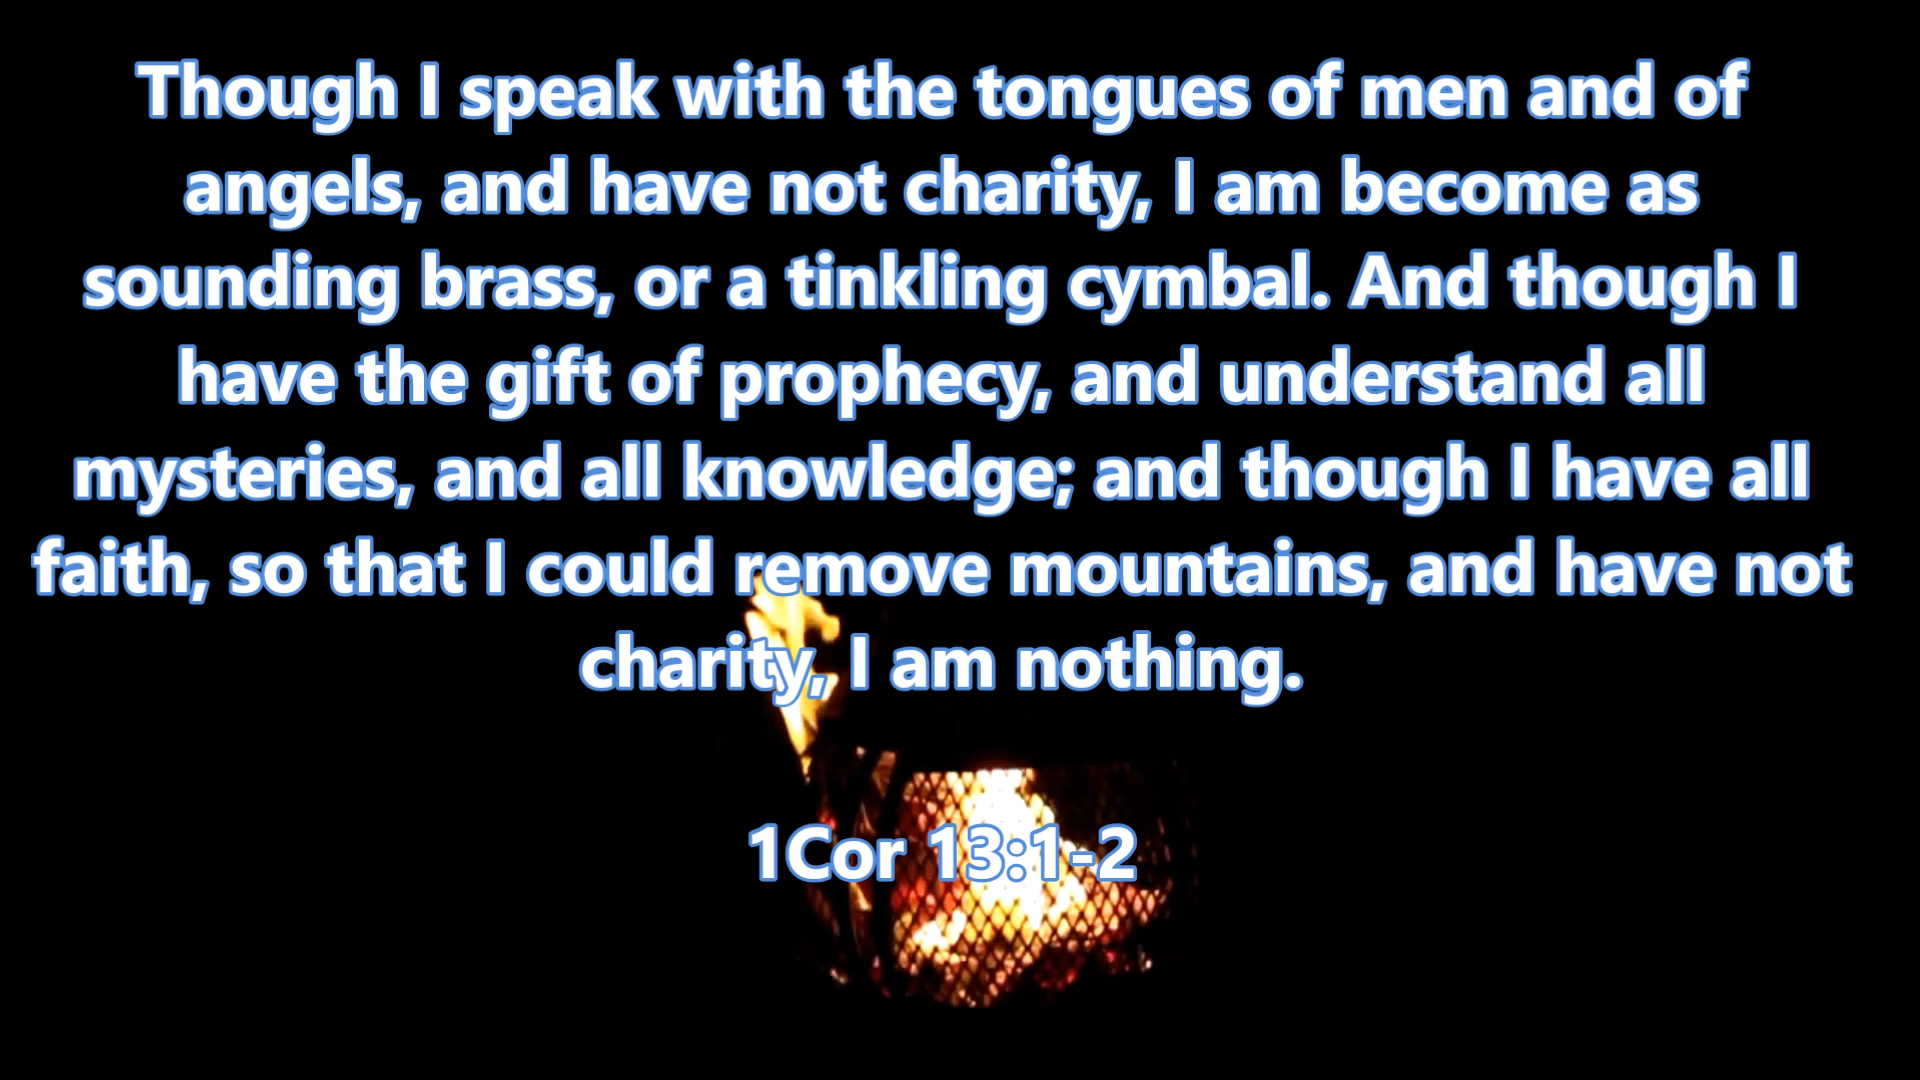 Though I speak with the tongues of men and of
angels, and have not charity, I am become as
sounding brass, or a tinkling cymbal. And though I
have the gift of prophecy, and understand all
mysteries, and all knowledge; and though I have all
faith, so that I could remove mountains, and have not
charity, I am nothing.
1Cor 13:1-2